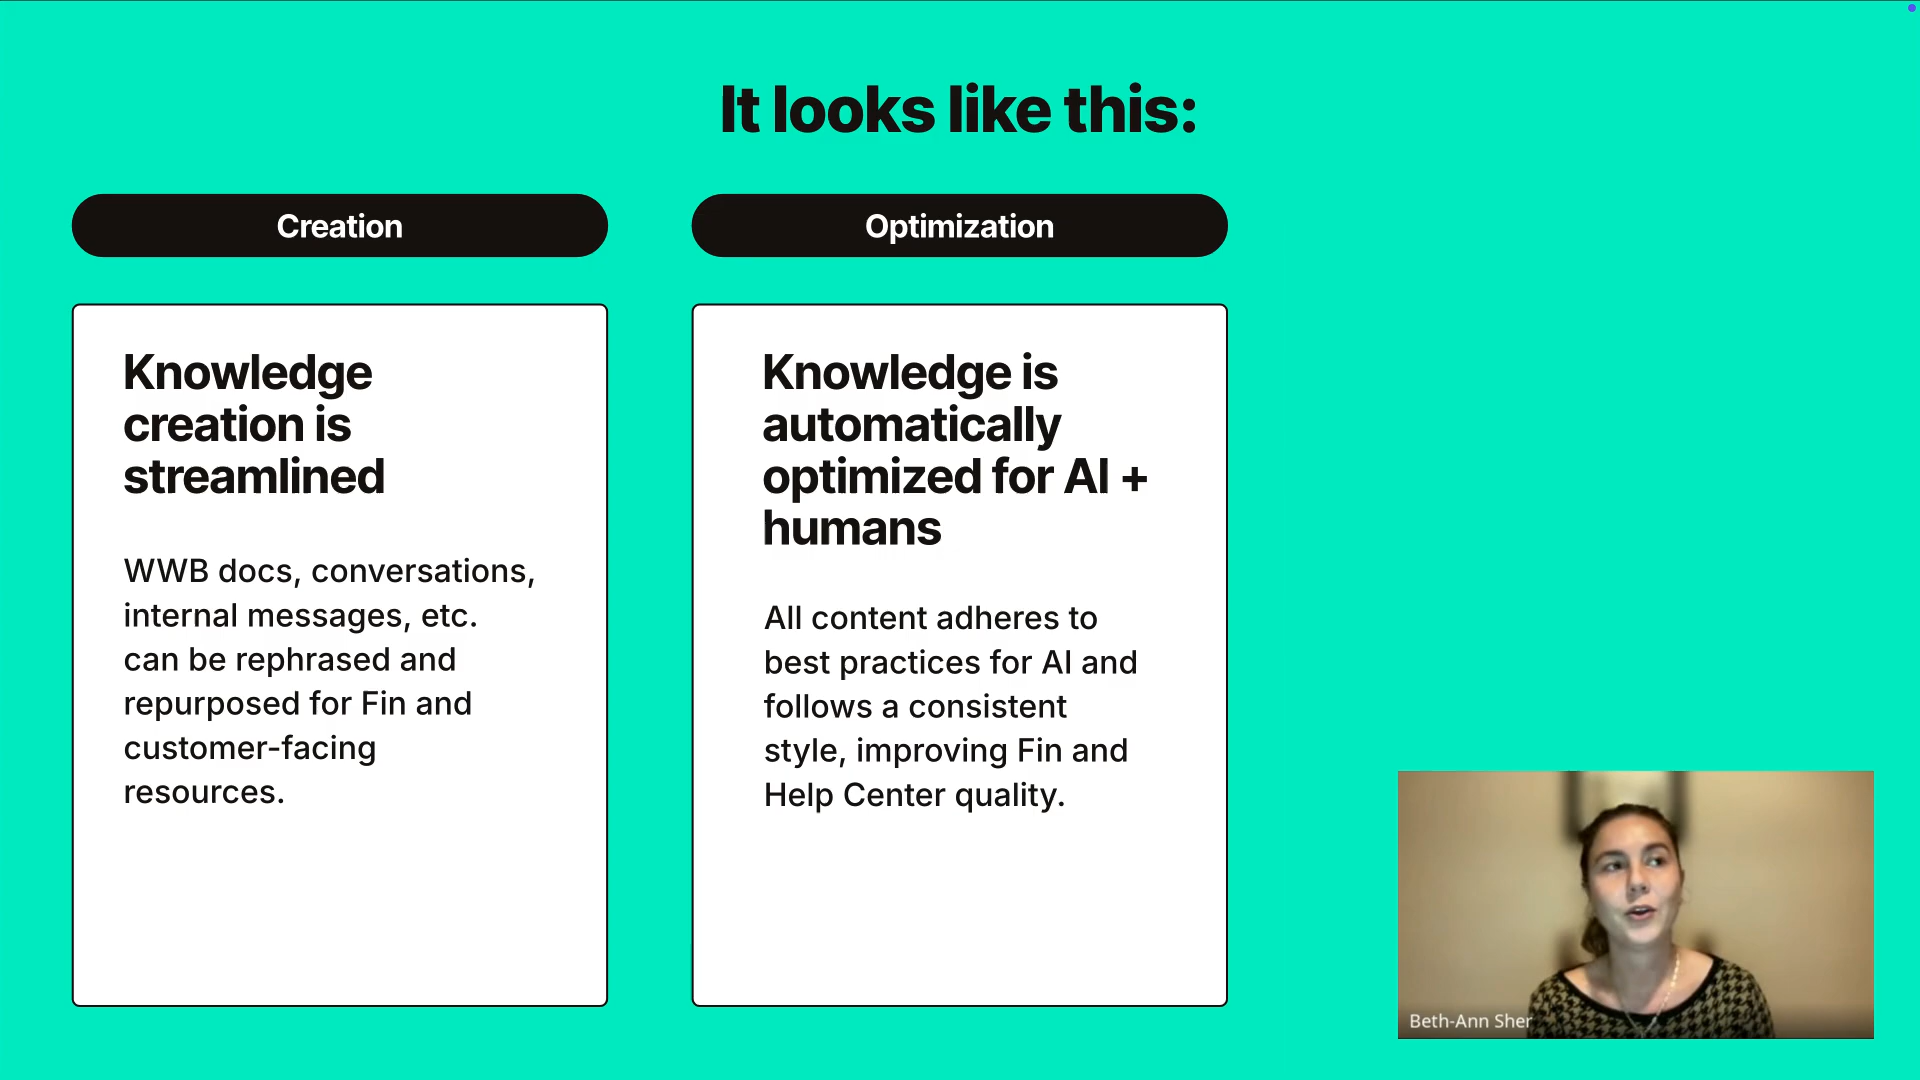 It looks like this:
Creation
Optimization
Knowledge
creation is
streamlined
WWB docs, conversations,
internal messages, etc.
can be rephrased and
repurposed for Fin and
customer-facing
resources.
Knowledge is
automatically
optimized for AI +
humans
All content adheres to
best practices for AI and
follows a consistent
style, improving Fin and
Help Center quality.
Beth-Ann Sher